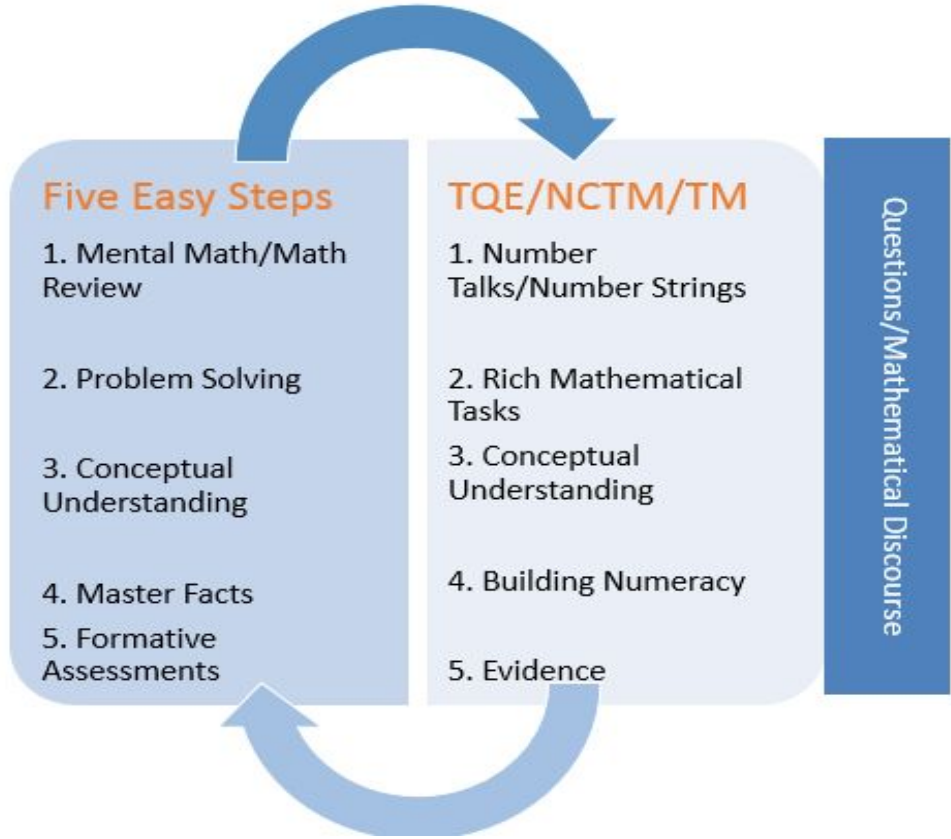 Five Easy Steps
1. Mental Math/Math
Review
2. Problem Solving
3. Conceptual
Understanding
4. Master Facts
5. Formative
Assessments
TQE/NCTM/TM
1. Number
Talks/Number Strings
2. Rich Mathematical
Tasks
3. Conceptual
Understanding
4. Building Numeracy
5. Evidence
Questions/Mathematical Discourse